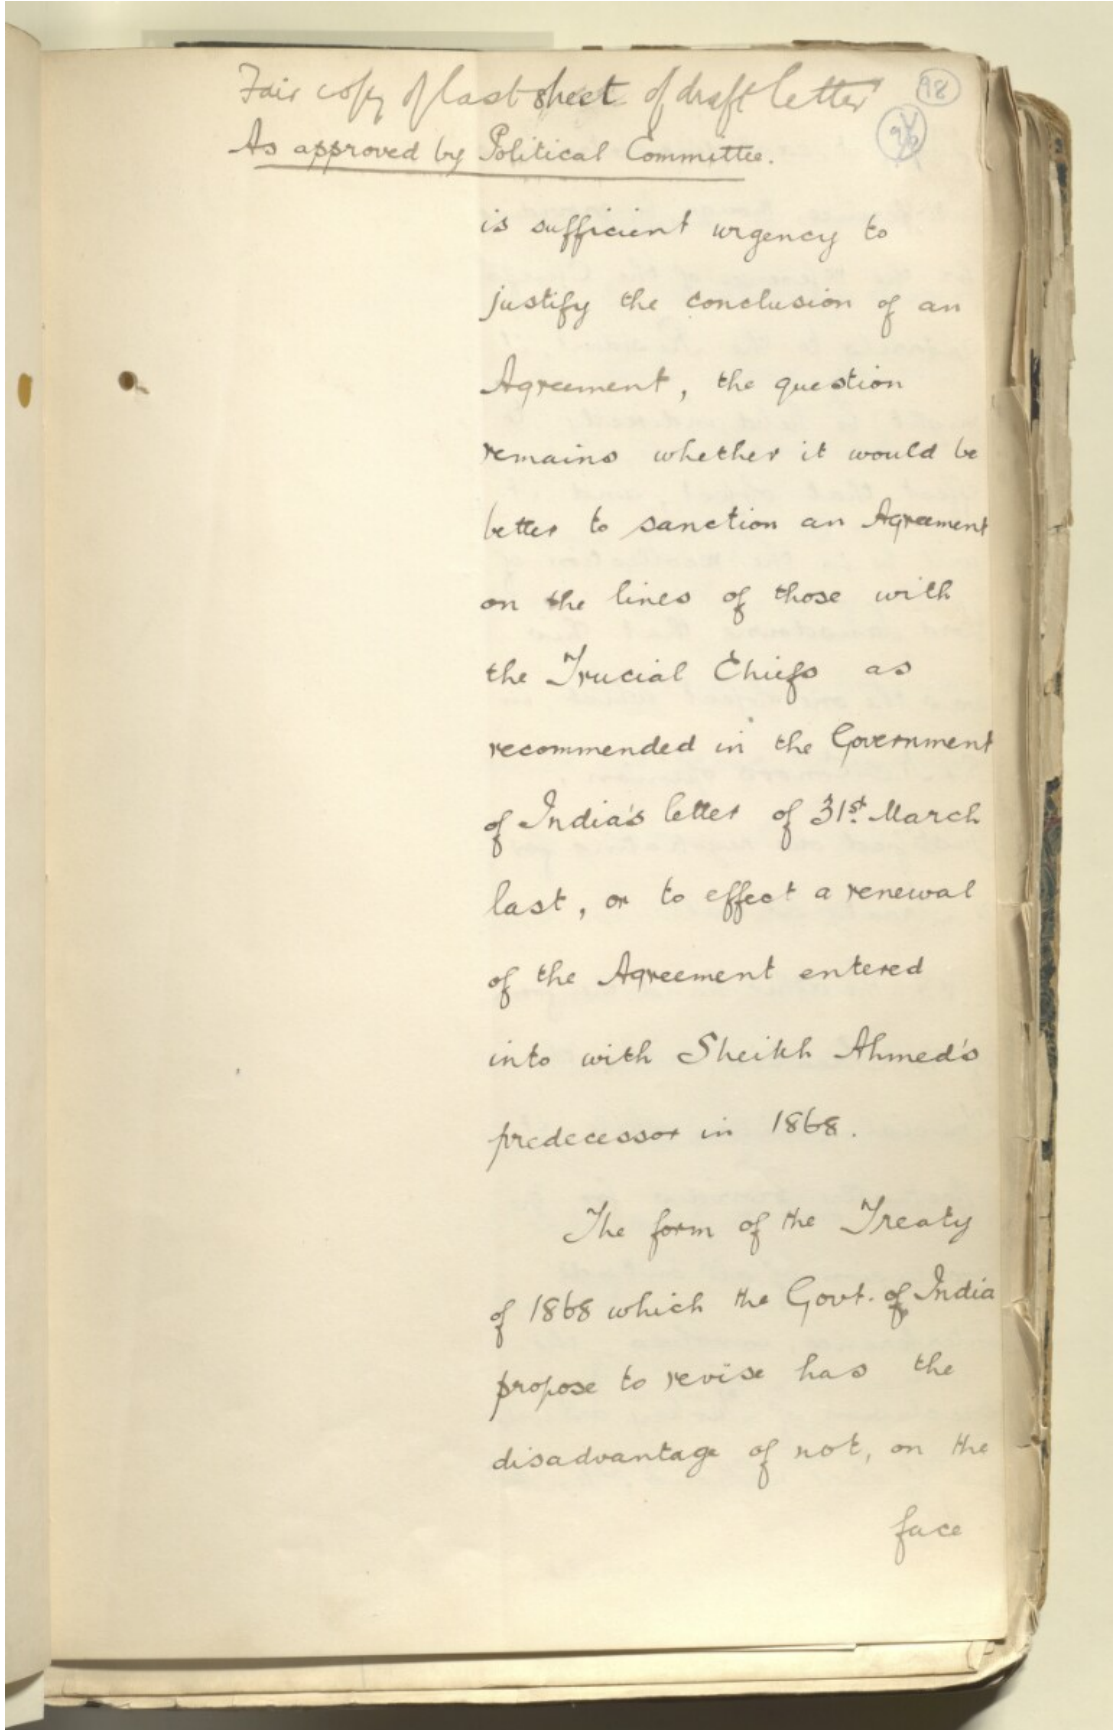 Fair copy of last sheet of draft letter
98
96
As approved by Political Committee.
is sufficient urgency to
justify the conclusion of an
Agreement, the question
remains whether it would be
better to sanction an Agreement
on the lines of those with
the Trucial Chiefs as
recommended in the Government
of India's letter of 31st March
last, or to effect a renewal
of the Agreement entered
into with Sheikh Ahmed's
predecessor in 1868.
The form of the Treaty
of 1868 which the Govt. of India
propose to revise has the
disadvantage of not, on the
face